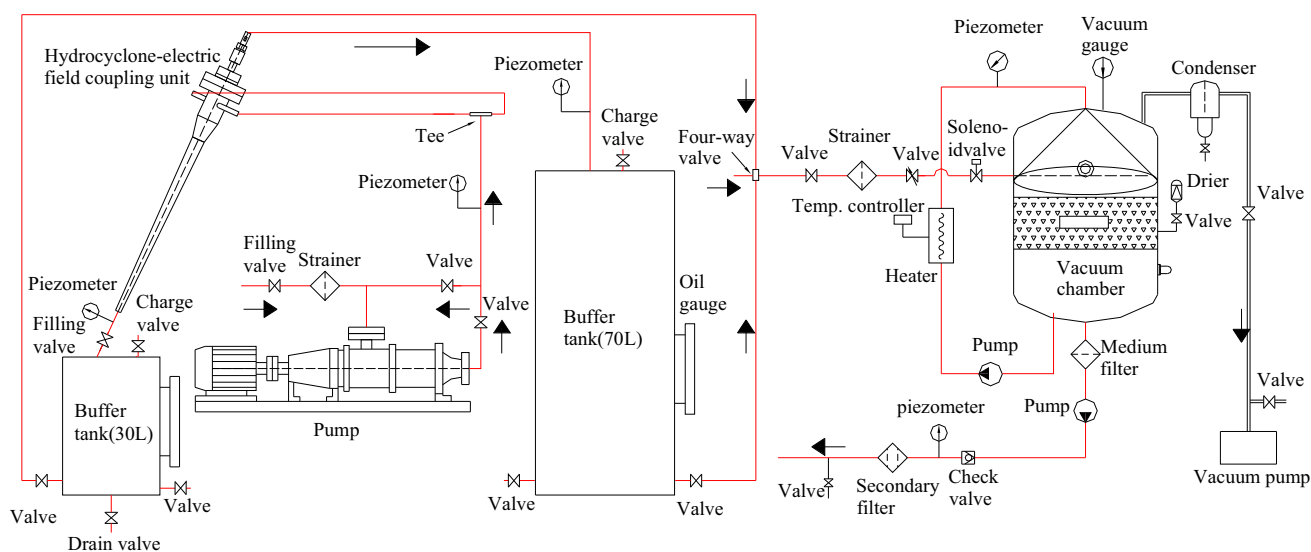 Hydrocyclone-electric
field coupling unit
Piezometer
Tee
Piezometer
Charge
valve
Four-way
valve
Valve
Strainer
Valve
Soleno-
idvalve
Piezometer
Vacuum
gauge
Condenser
Drier
Valve
Valve
Temp. controller
Heater
Vacuum
chamber
Filling
valve
Strainer
Valve
Valve
Piezometer
Charge
valve
Filling
valve
Oil
gauge
Buffer
tank(70L)
Buffer
tank(30L)
Pump
Pump
Medium
filter
Pump
piezometer
Valve
Vacuum pump
Valve
Secondary
filter
Check
valve
Valve
Valve
Valve
Valve
Drain valve